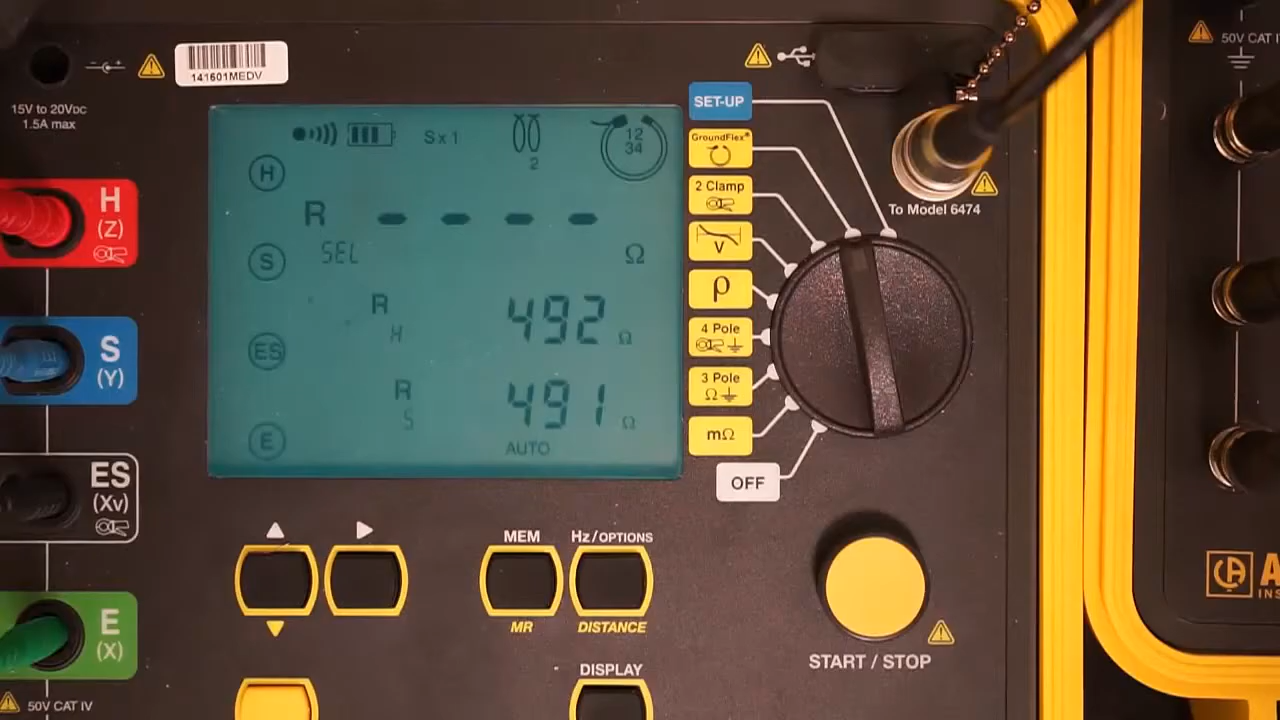 15V to 20VDC
1.5A max
141601MEDV
S x 1
2
12
34
H
R - - - -
S
SEL
Ω
R
H
492 Ω
ES
R
S
491 Ω
E
AUTO
H
(Z)
S
(Y)
ES
(Xv)
E
(X)
50V CAT IV
SET-UP
GroundFlex®
2 Clamp
V
ρ
4 Pole
3 Pole
Ω
mΩ
OFF
To Model 6474
MEM
Hz/OPTIONS
MR
DISTANCE
DISPLAY
START / STOP
50V CAT